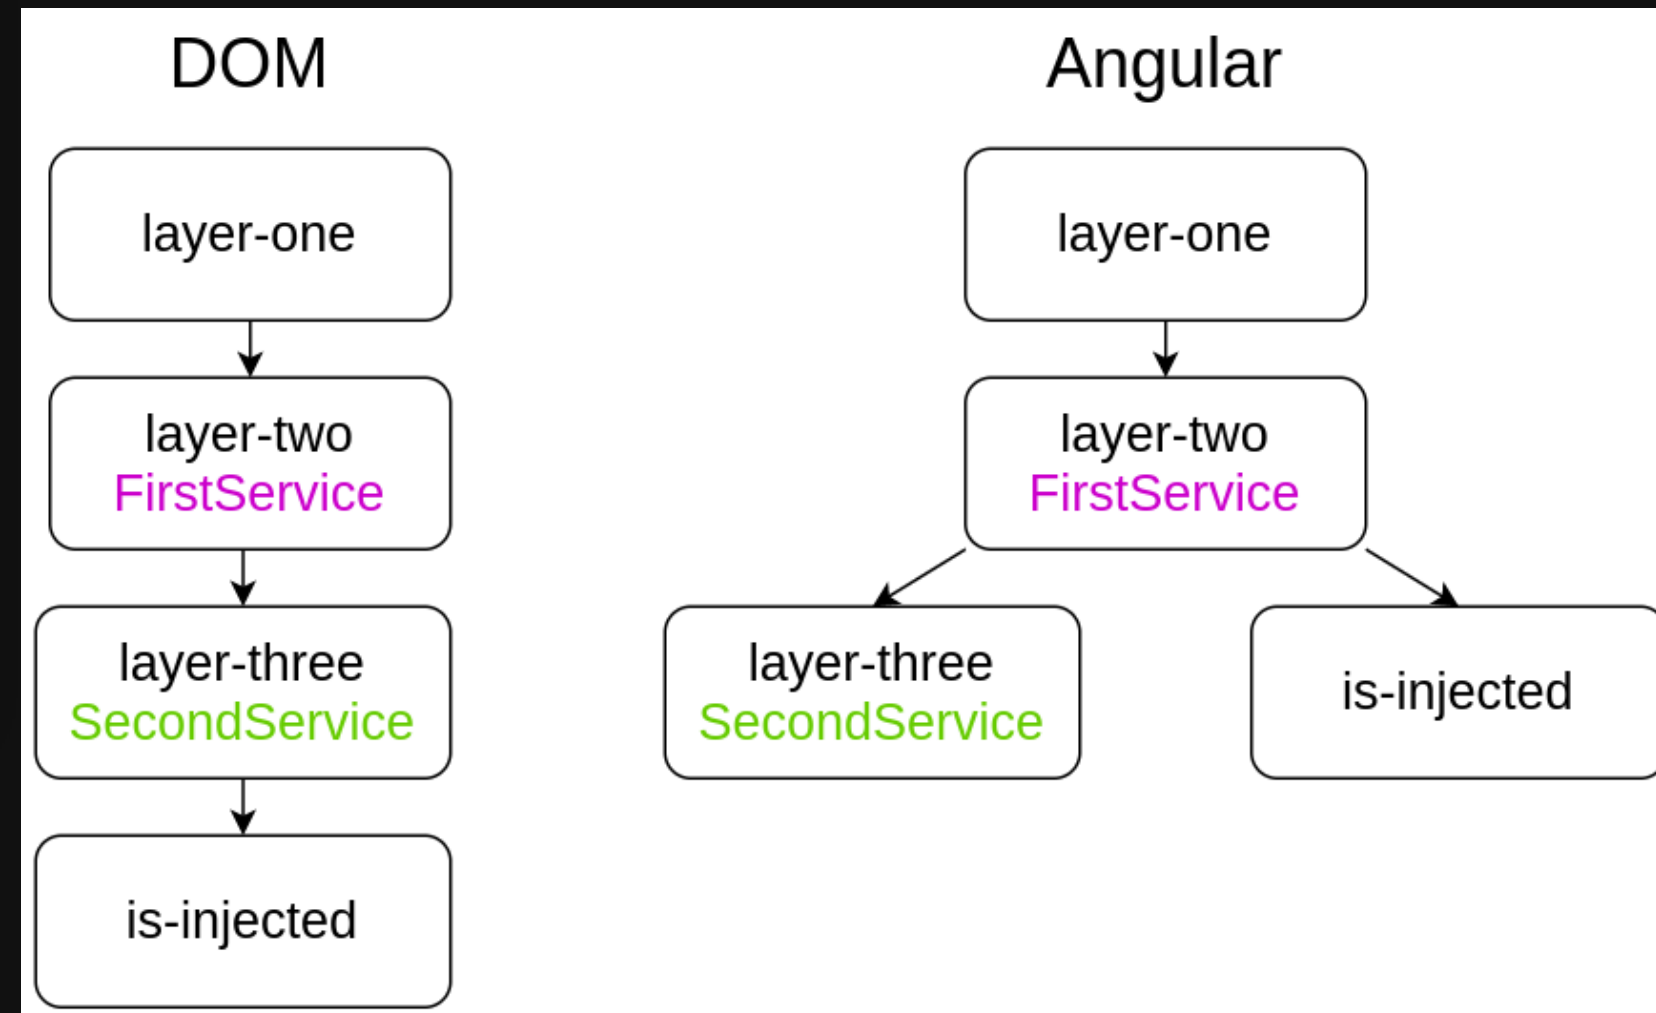 DOM
layer-one
layer-two
FirstService
layer-three
SecondService
is-injected
Angular
layer-one
layer-two
FirstService
layer-three
SecondService
is-injected